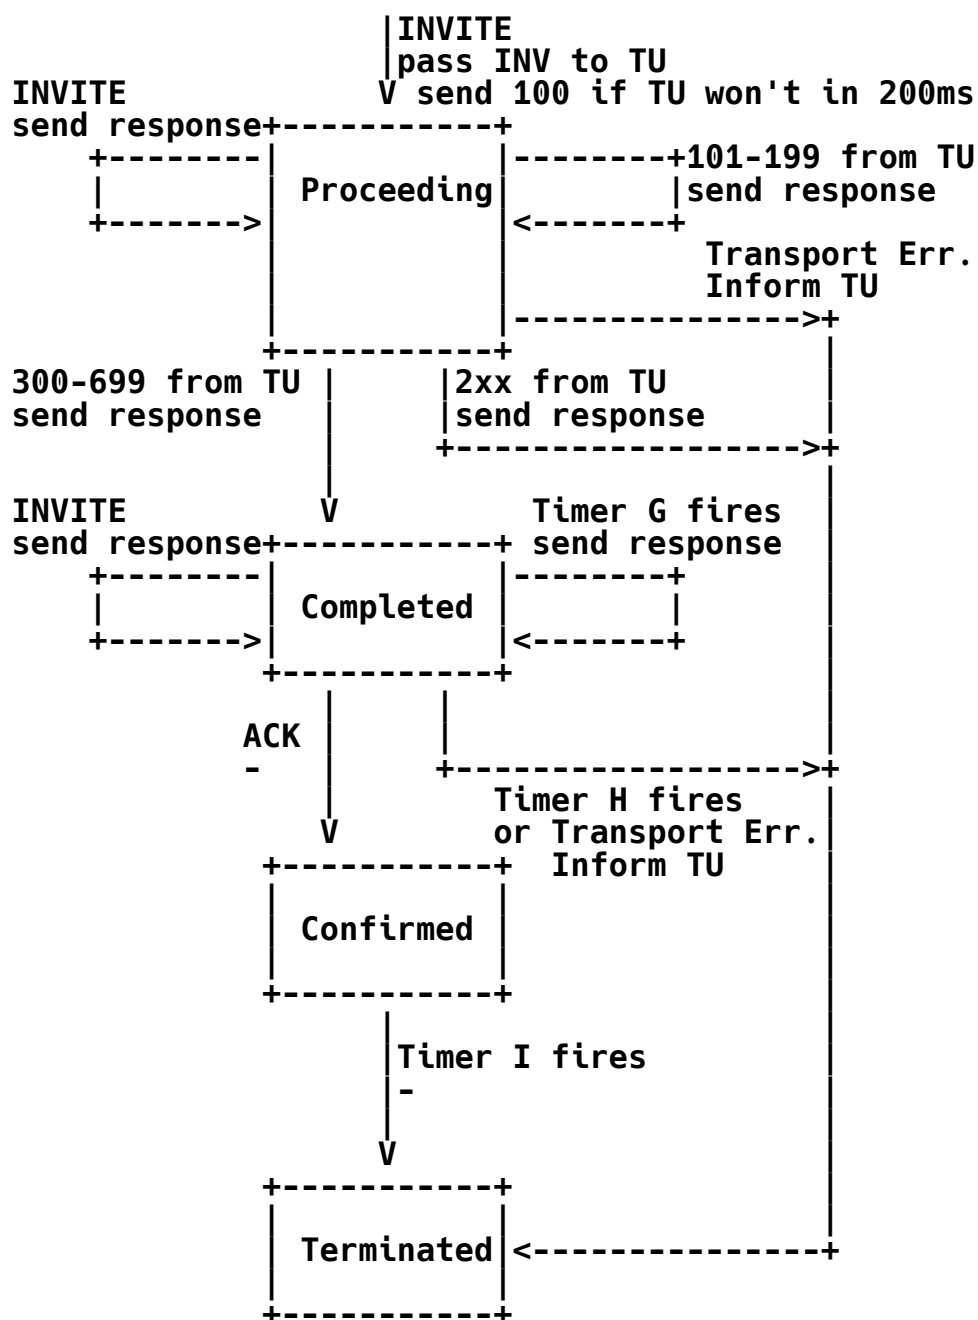 INVITE
pass INV to TU
INVITE V send 100 if TU won't in 200ms
send response+-----------+
+--------| |--------+101-199 from TU
| | Proceeding| |send response
+------->| |<-------+
| | Transport Err.
| | Inform TU
| |--------------->+
+-----------+ |
300-699 from TU | |2xx from TU |
send response | |send response |
| +------------------>+
| |
INVITE V Timer G fires |
send response+-----------+ send response |
+--------| |--------+ |
| | Completed | | |
+------->| |<-------+ |
+-----------+ |
| | |
ACK | | |
- | +------------------>+
| Timer H fires |
V or Transport Err.|
+-----------+ Inform TU |
| | |
| Confirmed | |
| | |
+-----------+ |
| |
|Timer I fires |
|- |
| |
V |
+-----------+ |
| | |
| Terminated|<---------------+
| |
+-----------+